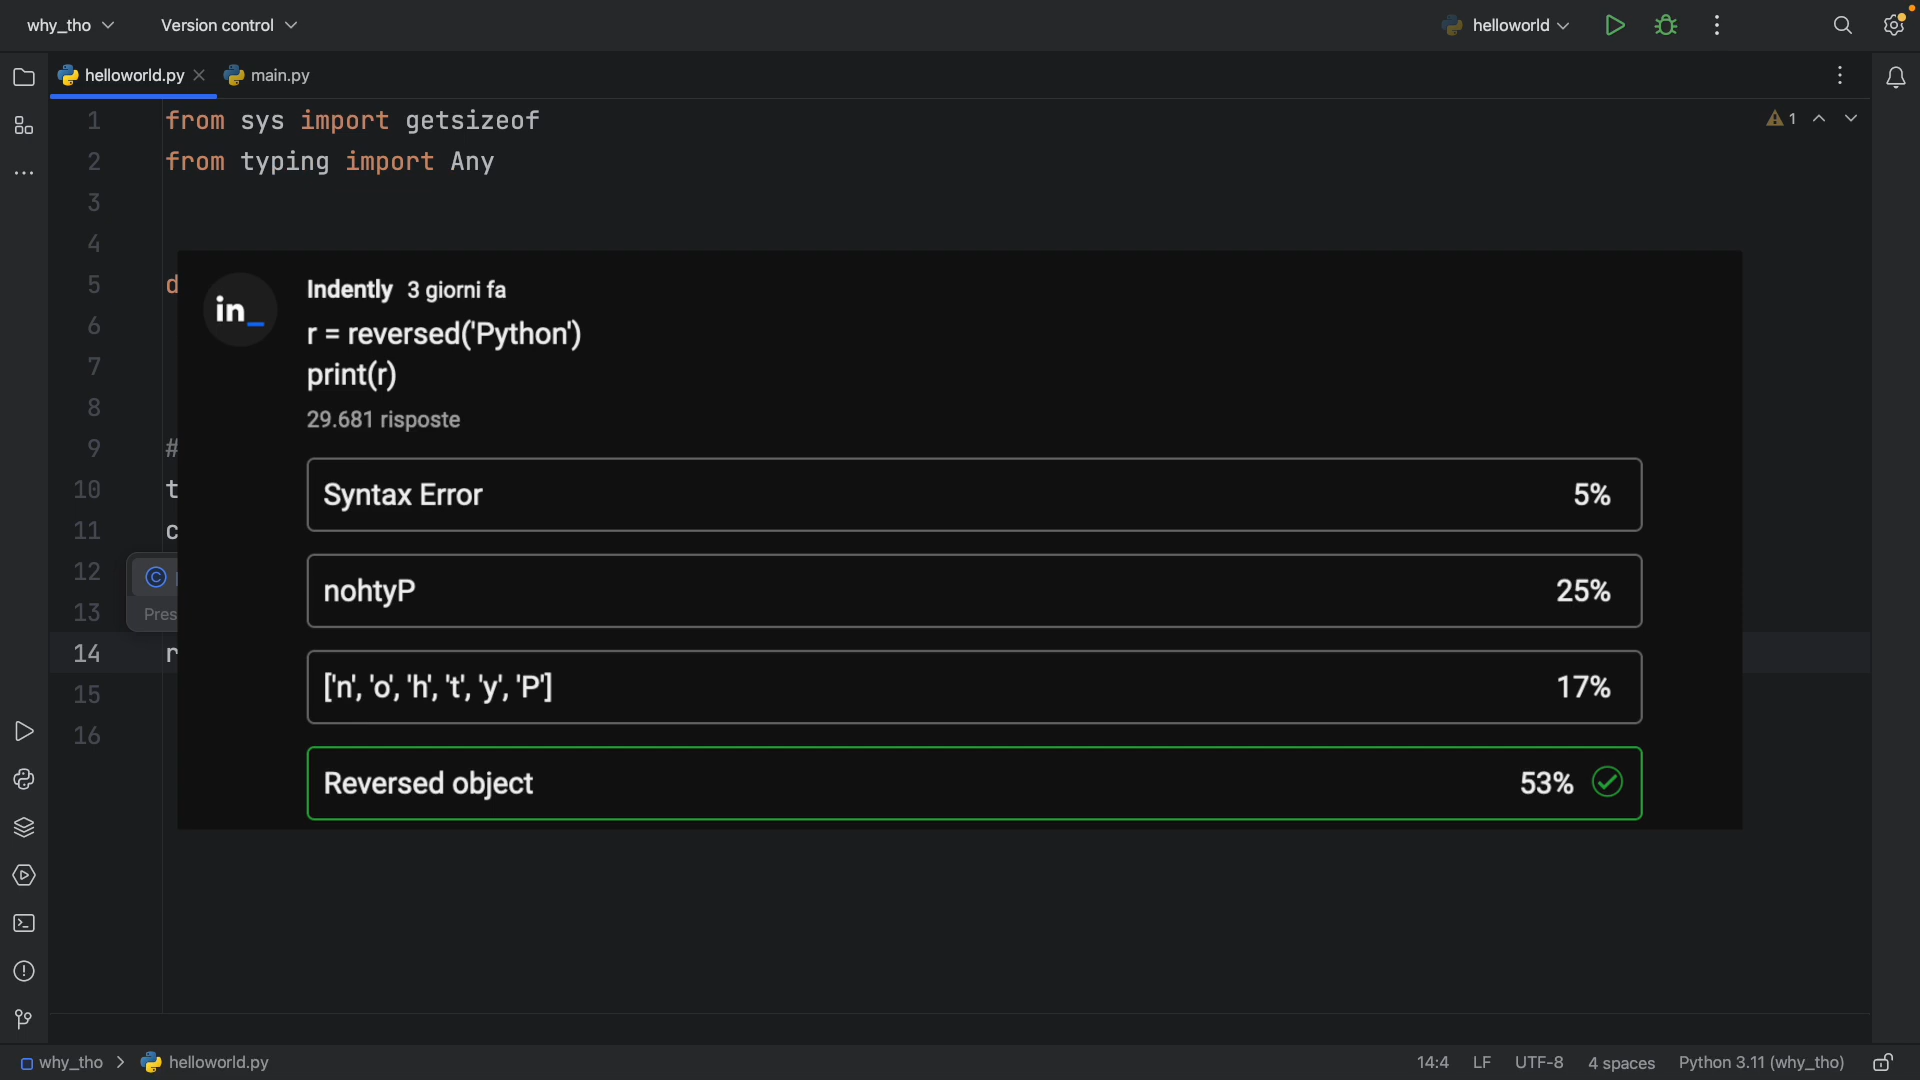 why_tho
Version control
helloworld
helloworld.py
main.py
1 from sys import getsizeof
1
2 from typing import Any
3
4
5 d
6
7
8
9 #
10 t
11 c
12
13
14 r
15
16
Pres
in_
Indently 3 giorni fa
r = reversed('Python')
print(r)
29.681 risposte
Syntax Error 5%
nohtyP 25%
['n', 'o', 'h', 't', 'y', 'P'] 17%
Reversed object 53%
why_tho > helloworld.py
14:4 LF UTF-8 4 spaces Python 3.11 (why_tho)